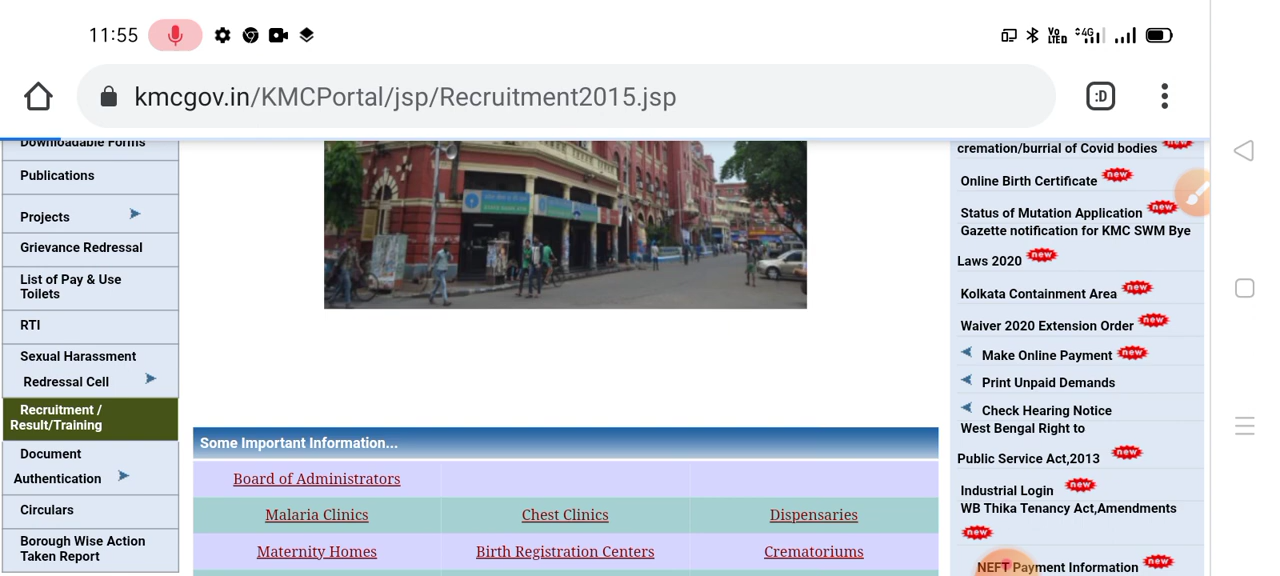 11:55
Vo LTED
4G
kmcgov.in/KMCPortal/jsp/Recruitment2015.jsp
:D
Downloadable Forms
Publications
Projects
Grievance Redressal
List of Pay & Use
Toilets
RTI
Sexual Harassment
Redressal Cell
Recruitment /
Result/Training
Document
Authentication
Circulars
Borough Wise Action
Taken Report
Some Important Information...
Board of Administrators
Malaria Clinics Chest Clinics Dispensaries
Maternity Homes Birth Registration Centers Crematoriums
cremation/burrial of Covid bodies new
Online Birth Certificate new
Status of Mutation Application new
Gazette notification for KMC SWM Bye
Laws 2020 new
Kolkata Containment Area new
Waiver 2020 Extension Order new
Make Online Payment new
Print Unpaid Demands
Check Hearing Notice
West Bengal Right to
Public Service Act,2013 new
Industrial Login new
WB Thika Tenancy Act,Amendments
new
NEFT Payment Information new